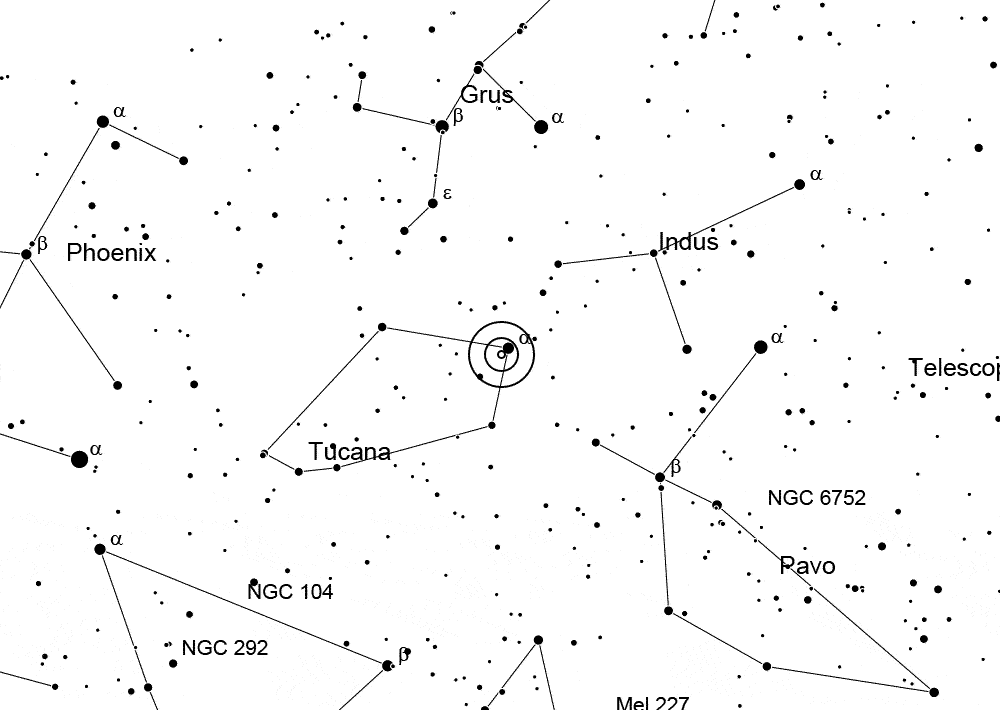 Grus
α
β
α
α
ε
Indus
β
Phoenix
α
α
Telescop
Tucana
α
β
NGC 6752
α
Pavo
NGC 104
NGC 292
β
Mel 227